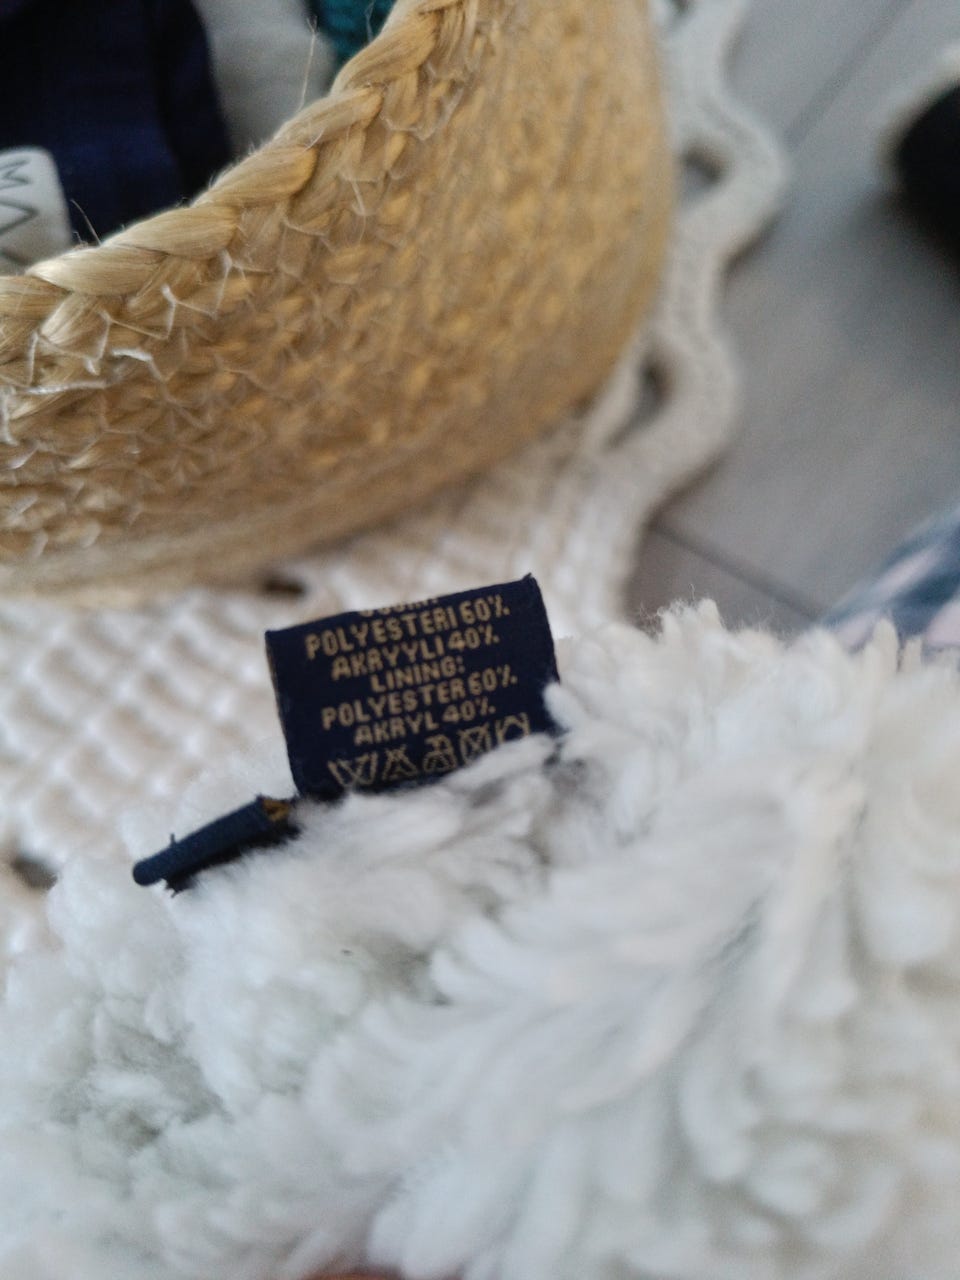 POLYESTERI 60%
AKRYYLI 40%
LINING:
POLYESTER 60%
AKRYL 40%